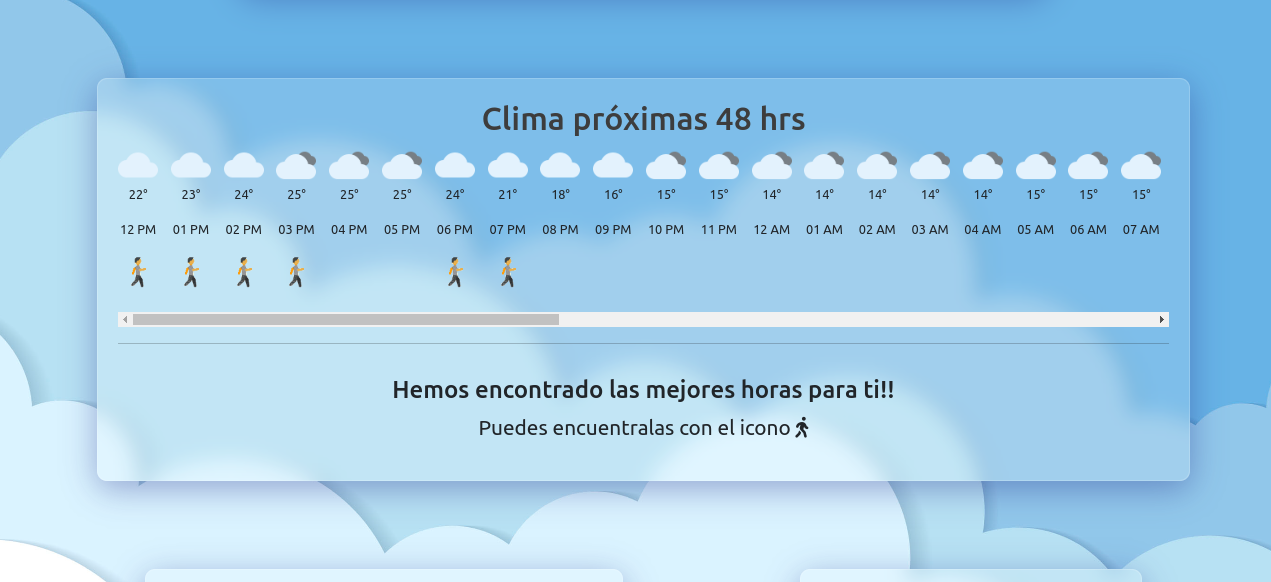 Clima próximas 48 hrs
22° 23° 24° 25° 25° 25° 24° 21° 18° 16° 15° 15° 14° 14° 14° 14° 14° 15° 15° 15°
12 PM 01 PM 02 PM 03 PM 04 PM 05 PM 06 PM 07 PM 08 PM 09 PM 10 PM 11 PM 12 AM 01 AM 02 AM 03 AM 04 AM 05 AM 06 AM 07 AM
Hemos encontrado las mejores horas para ti!!
Puedes encuentralas con el icono